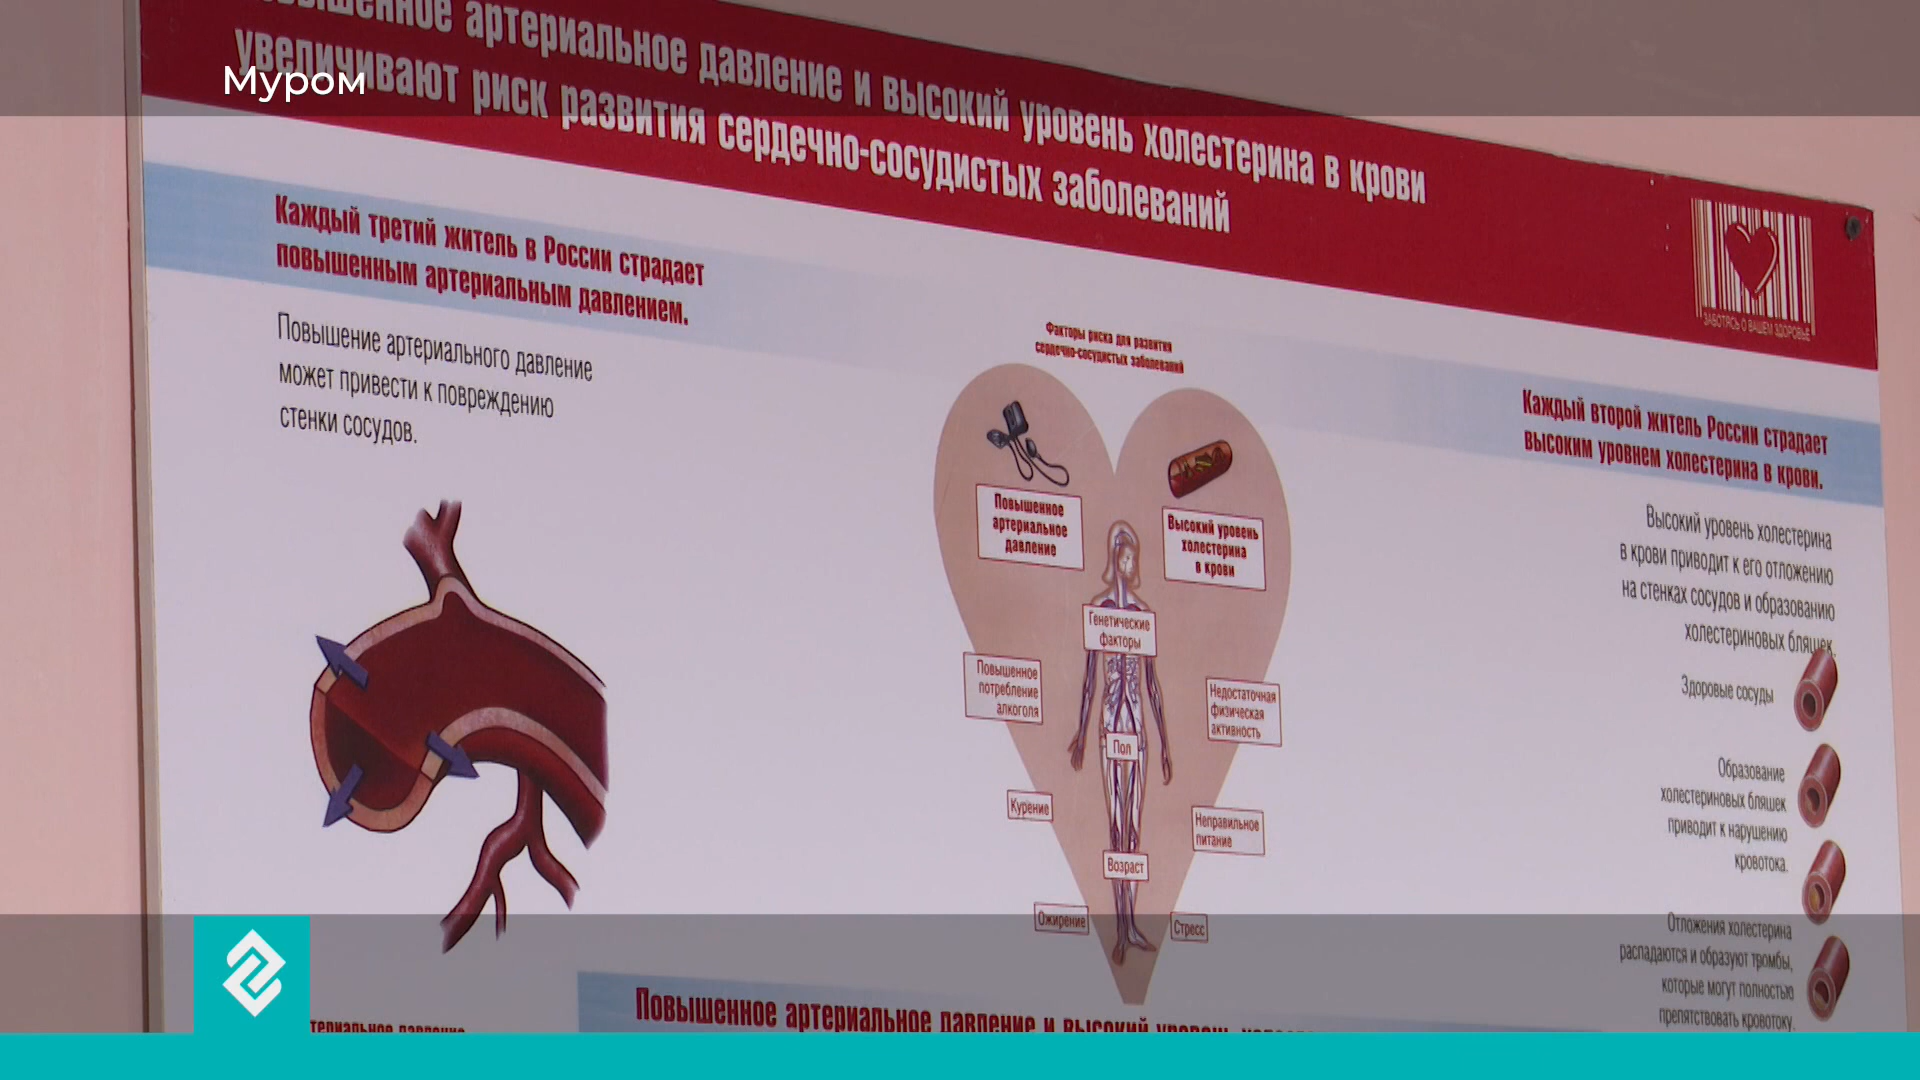 Муром
артериальное давление и высокий уровень холестерина в крови
увеличивают риск развития сердечно-сосудистых заболеваний
ЗАБОТЯСЬ О ВАШЕМ ЗДОРОВЬЕ
Каждый третий житель в России страдает
повышенным артериальным давлением.
Повышение артериального давления
может привести к повреждению
стенки сосудов.
Факторы риска для развития
сердечно-сосудистых заболеваний
Повышенное
артериальное
давление
Высокий уровень
холестерина
в крови
Генетические
факторы
Повышенное
потребление
алкоголя
Недостаточная
физическая
активность
Пол
Курение
Неправильное
питание
Возраст
Ожирение
Стресс
Каждый второй житель России страдает
высоким уровнем холестерина в крови.
Высокий уровень холестерина
в крови приводит к его отложению
на стенках сосудов и образованию
холестериновых бляшек.
Здоровые сосуды
Образование
холестериновых бляшек
приводит к нарушению
кровотока.
Отложения холестерина
распадаются и образуют тромбы,
которые могут полностью
препятствовать кровотоку.
Повышенное артериальное давление и высокий уровень